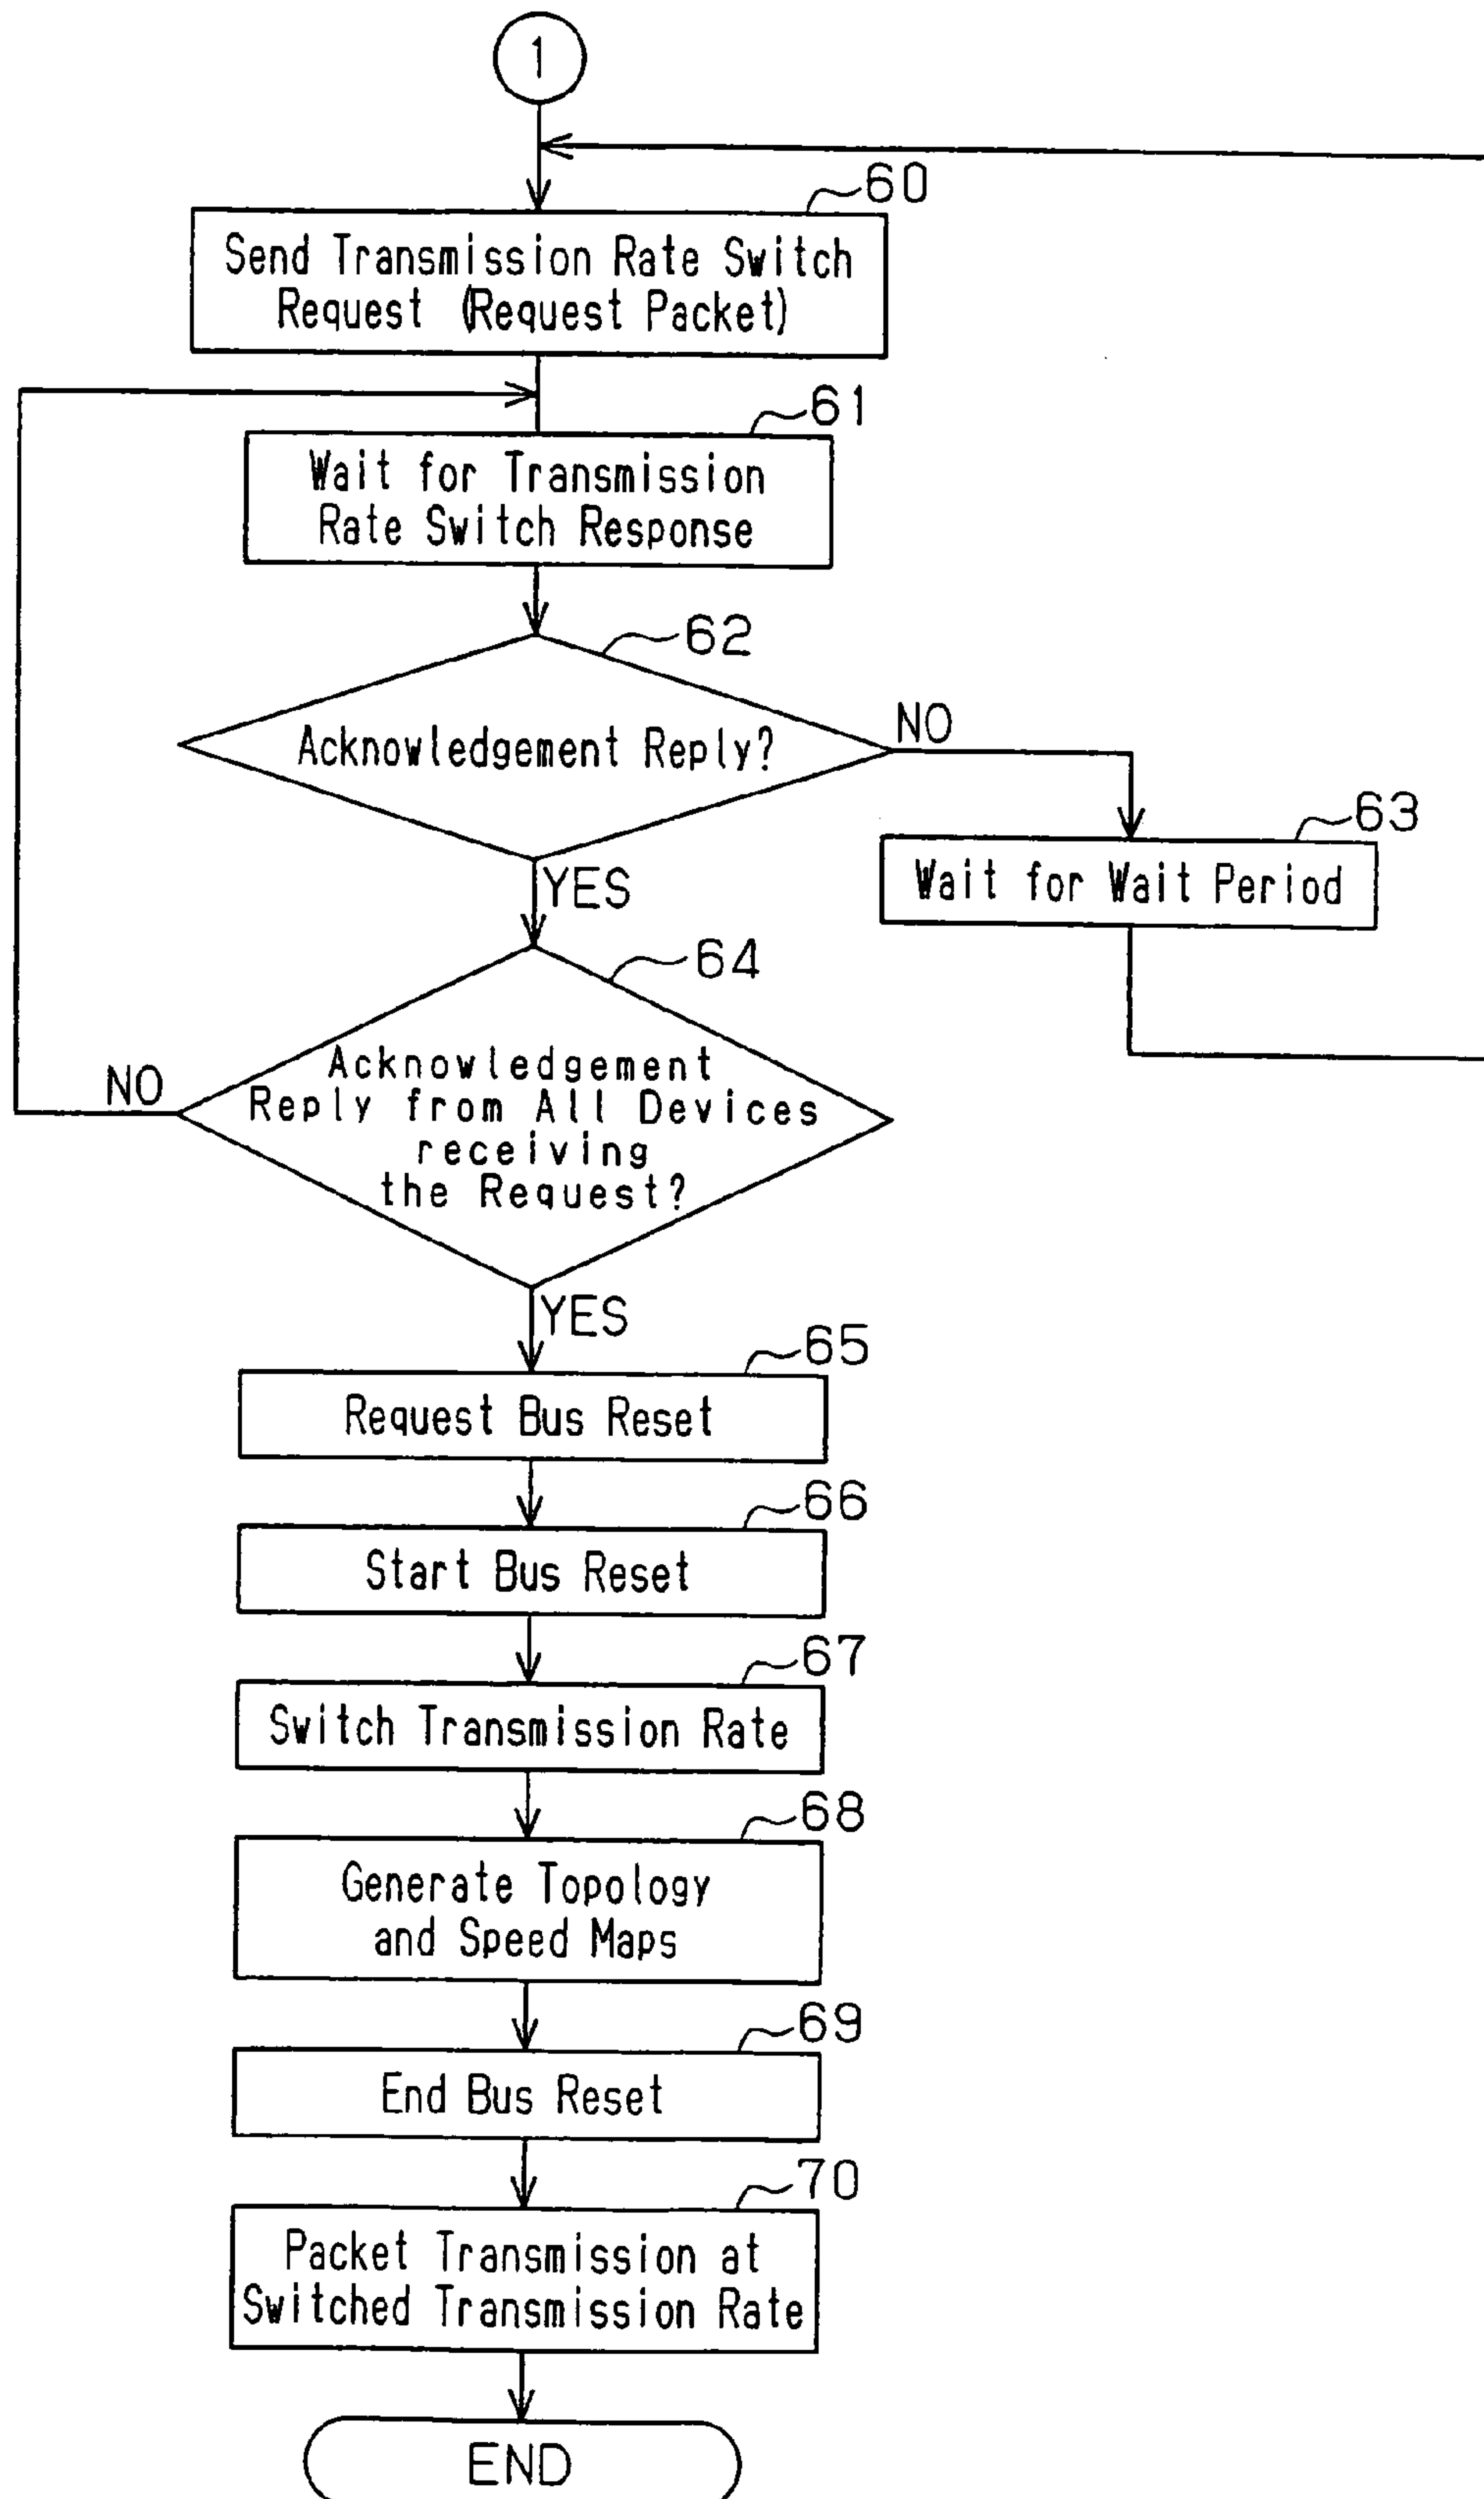 1
60
Send Transmission Rate Switch
Request (Request Packet)
61
Wait for Transmission
Rate Switch Response
62
Acknowledgement Reply?
NO
63
Wait for Wait Period
YES
64
Acknowledgement
Reply from All Devices
receiving
the Request?
NO
YES
65
Request Bus Reset
66
Start Bus Reset
67
Switch Transmission Rate
68
Generate Topology
and Speed Maps
69
End Bus Reset
70
Packet Transmission at
Switched Transmission Rate
END